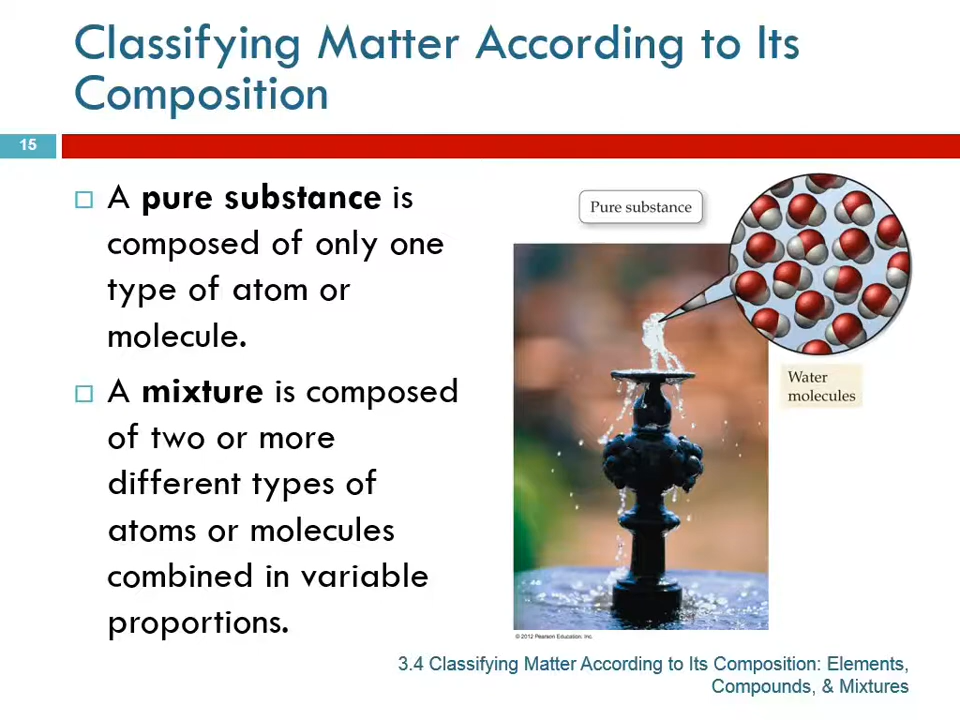 Classifying Matter According to Its
Composition
15
A pure substance is
composed of only one
type of atom or
molecule.
A mixture is composed
of two or more
different types of
atoms or molecules
combined in variable
proportions.
Pure substance
Water
molecules
© 2012 Pearson Education, Inc.
3.4 Classifying Matter According to Its Composition: Elements,
Compounds, & Mixtures